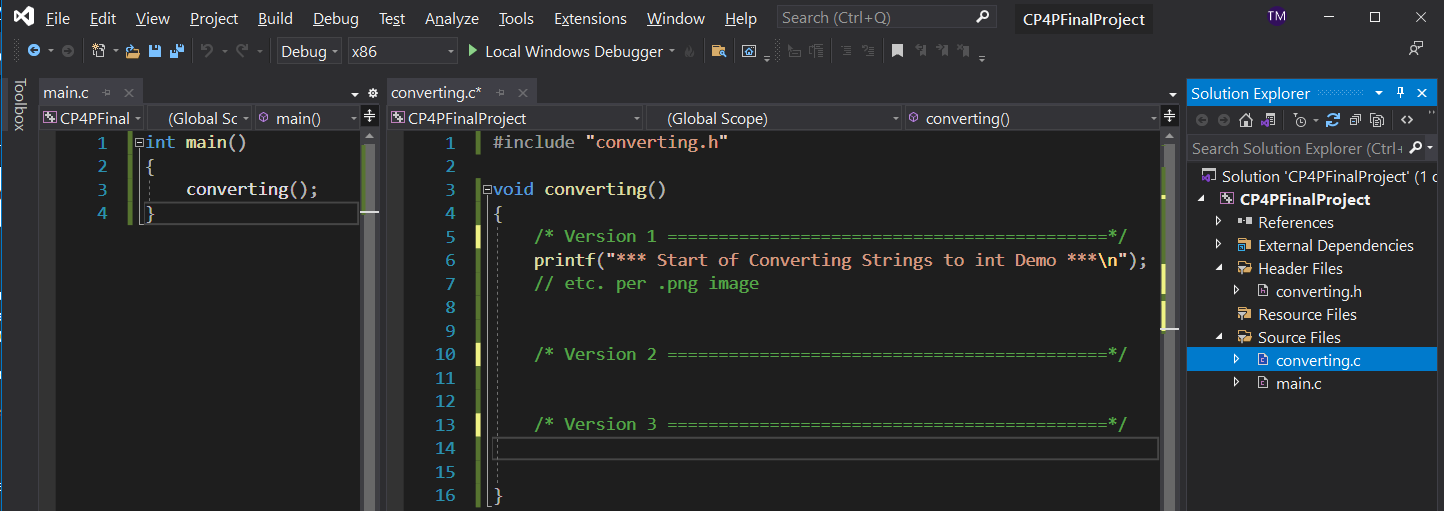 File Edit View Project Build Debug Test Analyze Tools Extensions Window Help Search (Ctrl+Q) CP4PFinalProject TM
Debug x86 Local Windows Debugger
Toolbox
main.c
CP4PFinal (Global Sc main()
1 int main()
2 {
3 converting();
4 }
converting.c*
CP4PFinalProject (Global Scope) converting()
1 #include "converting.h"
2
3 void converting()
4 {
5 /* Version 1 ===========================================*/
6 printf("*** Start of Converting Strings to int Demo ***\n");
7 // etc. per .png image
8
9
10 /* Version 2 ===========================================*/
11
12
13 /* Version 3 ===========================================*/
14
15
16 }
Solution Explorer
Search Solution Explorer (Ctrl+
Solution 'CP4PFinalProject' (1 
CP4PFinalProject
References
External Dependencies
Header Files
converting.h
Resource Files
Source Files
converting.c
main.c